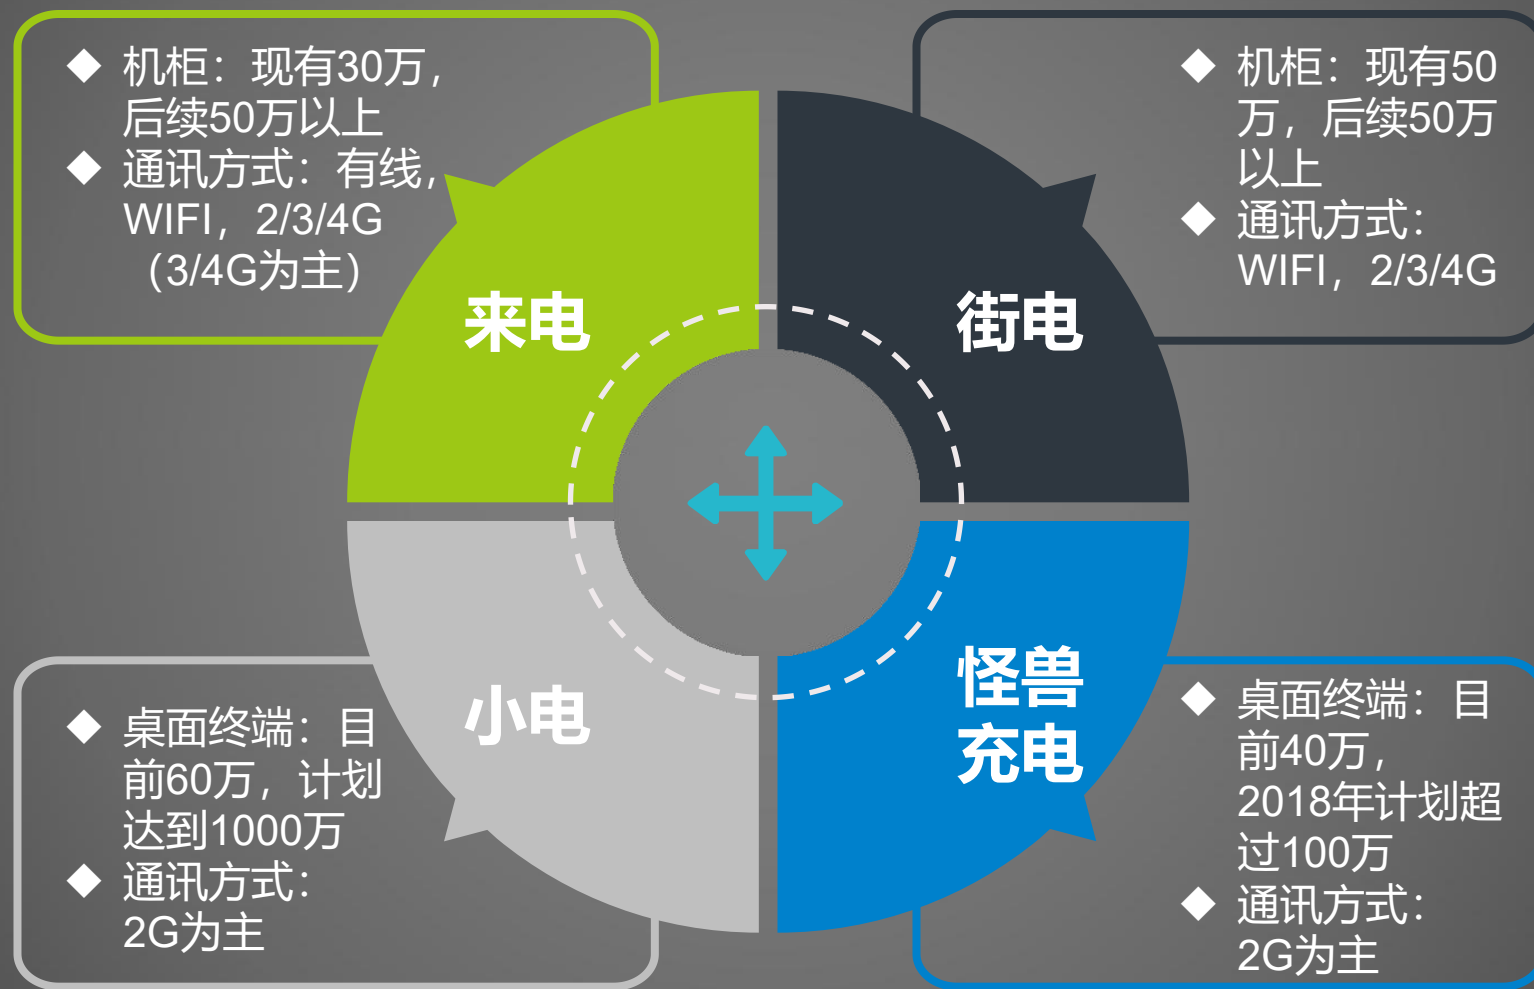 ◆ 机柜：现有30万，
后续50万以上
◆ 通讯方式：有线，
WIFI，2/3/4G
（3/4G为主）
来电
◆ 机柜：现有50
万，后续50万
以上
◆ 通讯方式：
WIFI，2/3/4G
街电
◆ 桌面终端：目
前60万，计划
达到1000万
◆ 通讯方式：
2G为主
小电
怪兽
充电
◆ 桌面终端：目
前40万，
2018年计划超
过100万
◆ 通讯方式：
2G为主